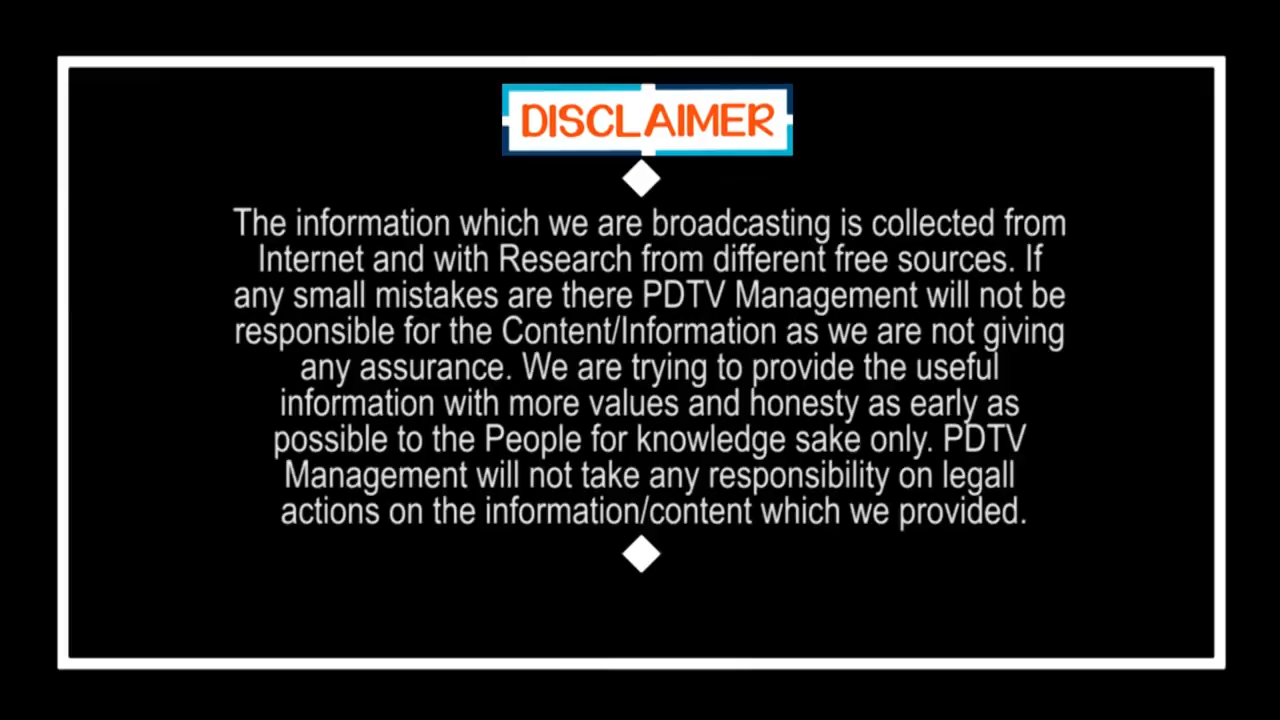 DISCLAIMER
The information which we are broadcasting is collected from
Internet and with Research from different free sources. If
any small mistakes are there PDTV Management will not be
responsible for the Content/Information as we are not giving
any assurance. We are trying to provide the useful
information with more values and honesty as early as
possible to the People for knowledge sake only. PDTV
Management will not take any responsibility on legall
actions on the information/content which we provided.